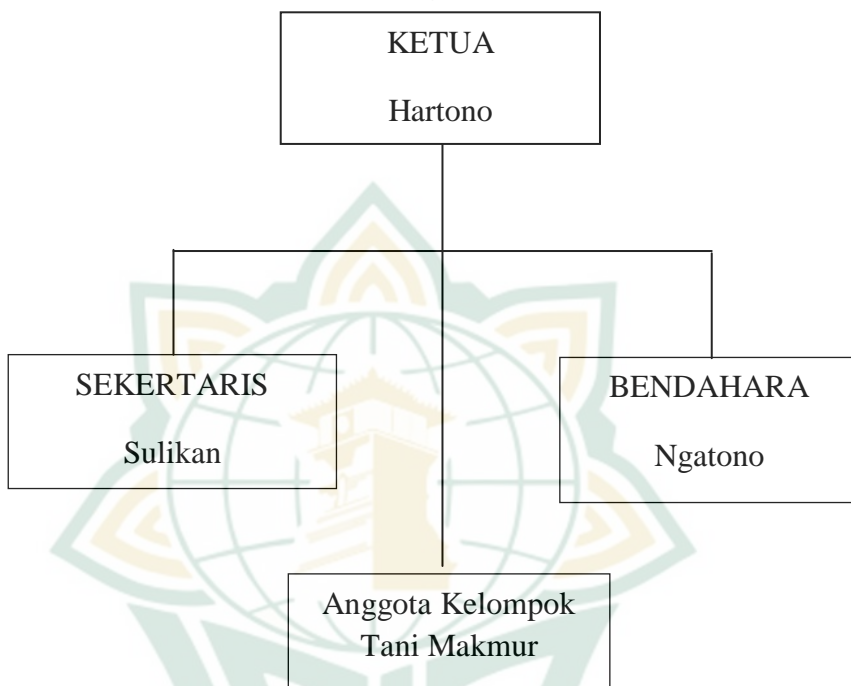 KETUA
Hartono
SEKERTARIS
Sulikan
BENDAHARA
Ngatono
Anggota Kelompok
Tani Makmur